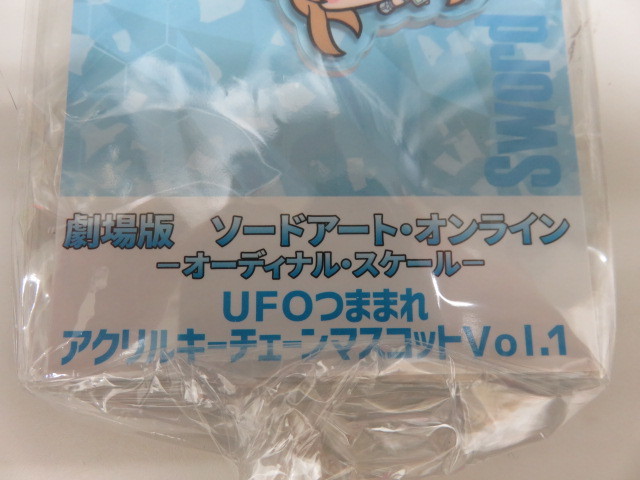 Sword
劇場版 ソードアート・オンライン
－オーディナル・スケール－
UFOつままれ
アクリルキーチェーンマスコットVol.1